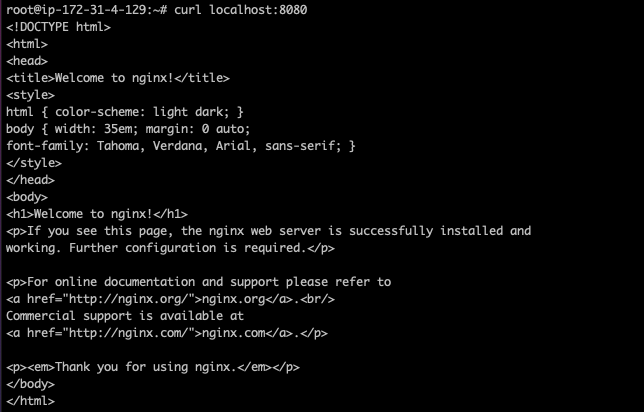 root@ip-172-31-4-129:~# curl localhost:8080
<!DOCTYPE html>
<html>
<head>
<title>Welcome to nginx!</title>
<style>
html { color-scheme: light dark; }
body { width: 35em; margin: 0 auto;
font-family: Tahoma, Verdana, Arial, sans-serif; }
</style>
</head>
<body>
<h1>Welcome to nginx!</h1>
<p>If you see this page, the nginx web server is successfully installed and
working. Further configuration is required.</p>

<p>For online documentation and support please refer to
<a href="http://nginx.org/">nginx.org</a>.<br/>
Commercial support is available at
<a href="http://nginx.com/">nginx.com</a>.</p>

<p><em>Thank you for using nginx.</em></p>
</body>
</html>